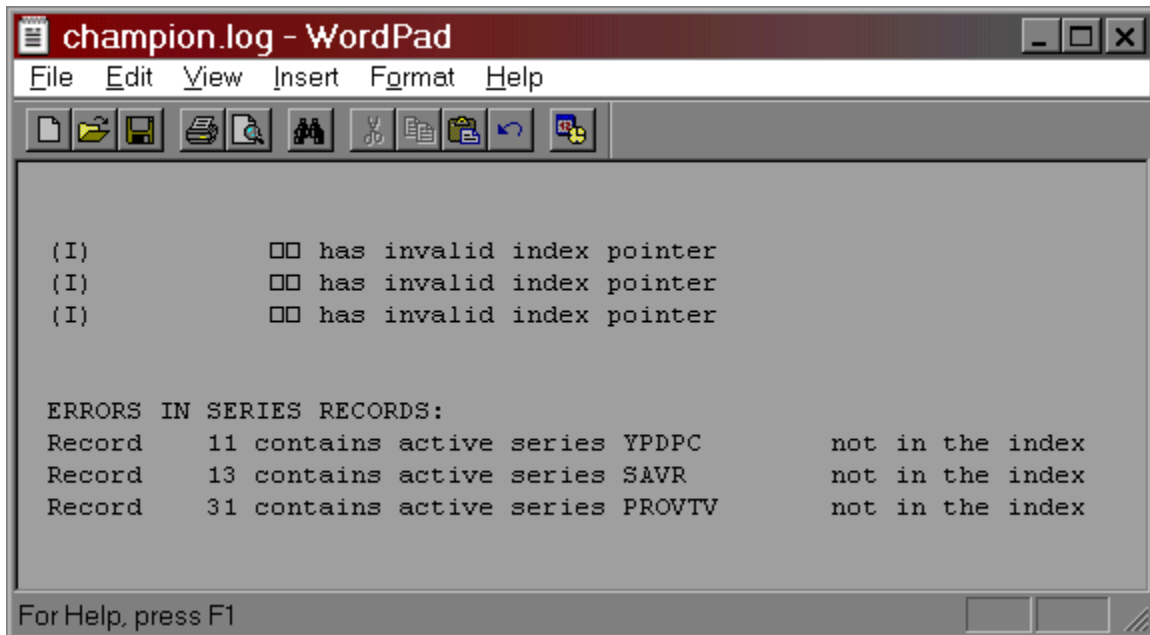 champion.log - WordPad
File Edit View Insert Format Help
(I) □□ has invalid index pointer
(I) □□ has invalid index pointer
(I) □□ has invalid index pointer
ERRORS IN SERIES RECORDS:
Record 11 contains active series YPDPC not in the index
Record 13 contains active series SAVR not in the index
Record 31 contains active series PROVTV not in the index
For Help, press F1